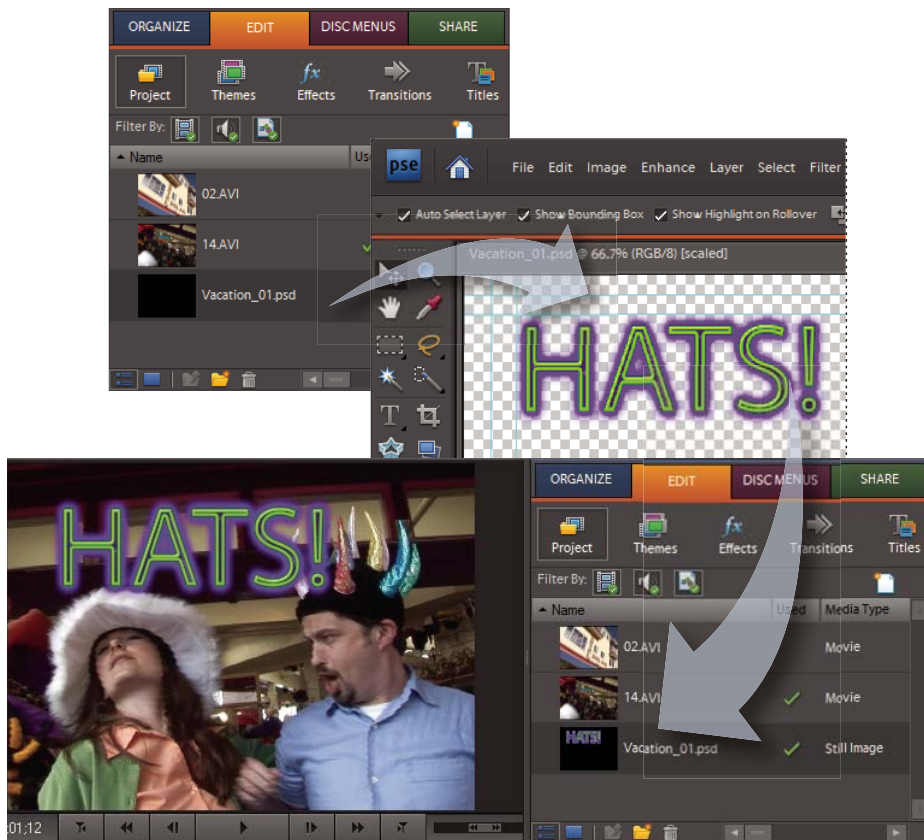 ORGANIZE EDIT DISC MENUS SHARE
Project Themes Effects Transitions Titles
Filter By:
Name
02.AVI
14.AVI
Vacation_01.psd
pse File Edit Image Enhance Layer Select Filter
Auto Select Layer Show Bounding Box Show Highlight on Rollover
Vacation_01.psd @ 66.7% (RGB/8) [scaled]
HATS!
T
HATS!
:01;12
ORGANIZE EDIT DISC MENUS SHARE
Project Themes Effects Transitions Titles
Filter By:
Name Used Media Type
02.AVI Movie
14.AVI Movie
HATS! Vacation_01.psd Still Image